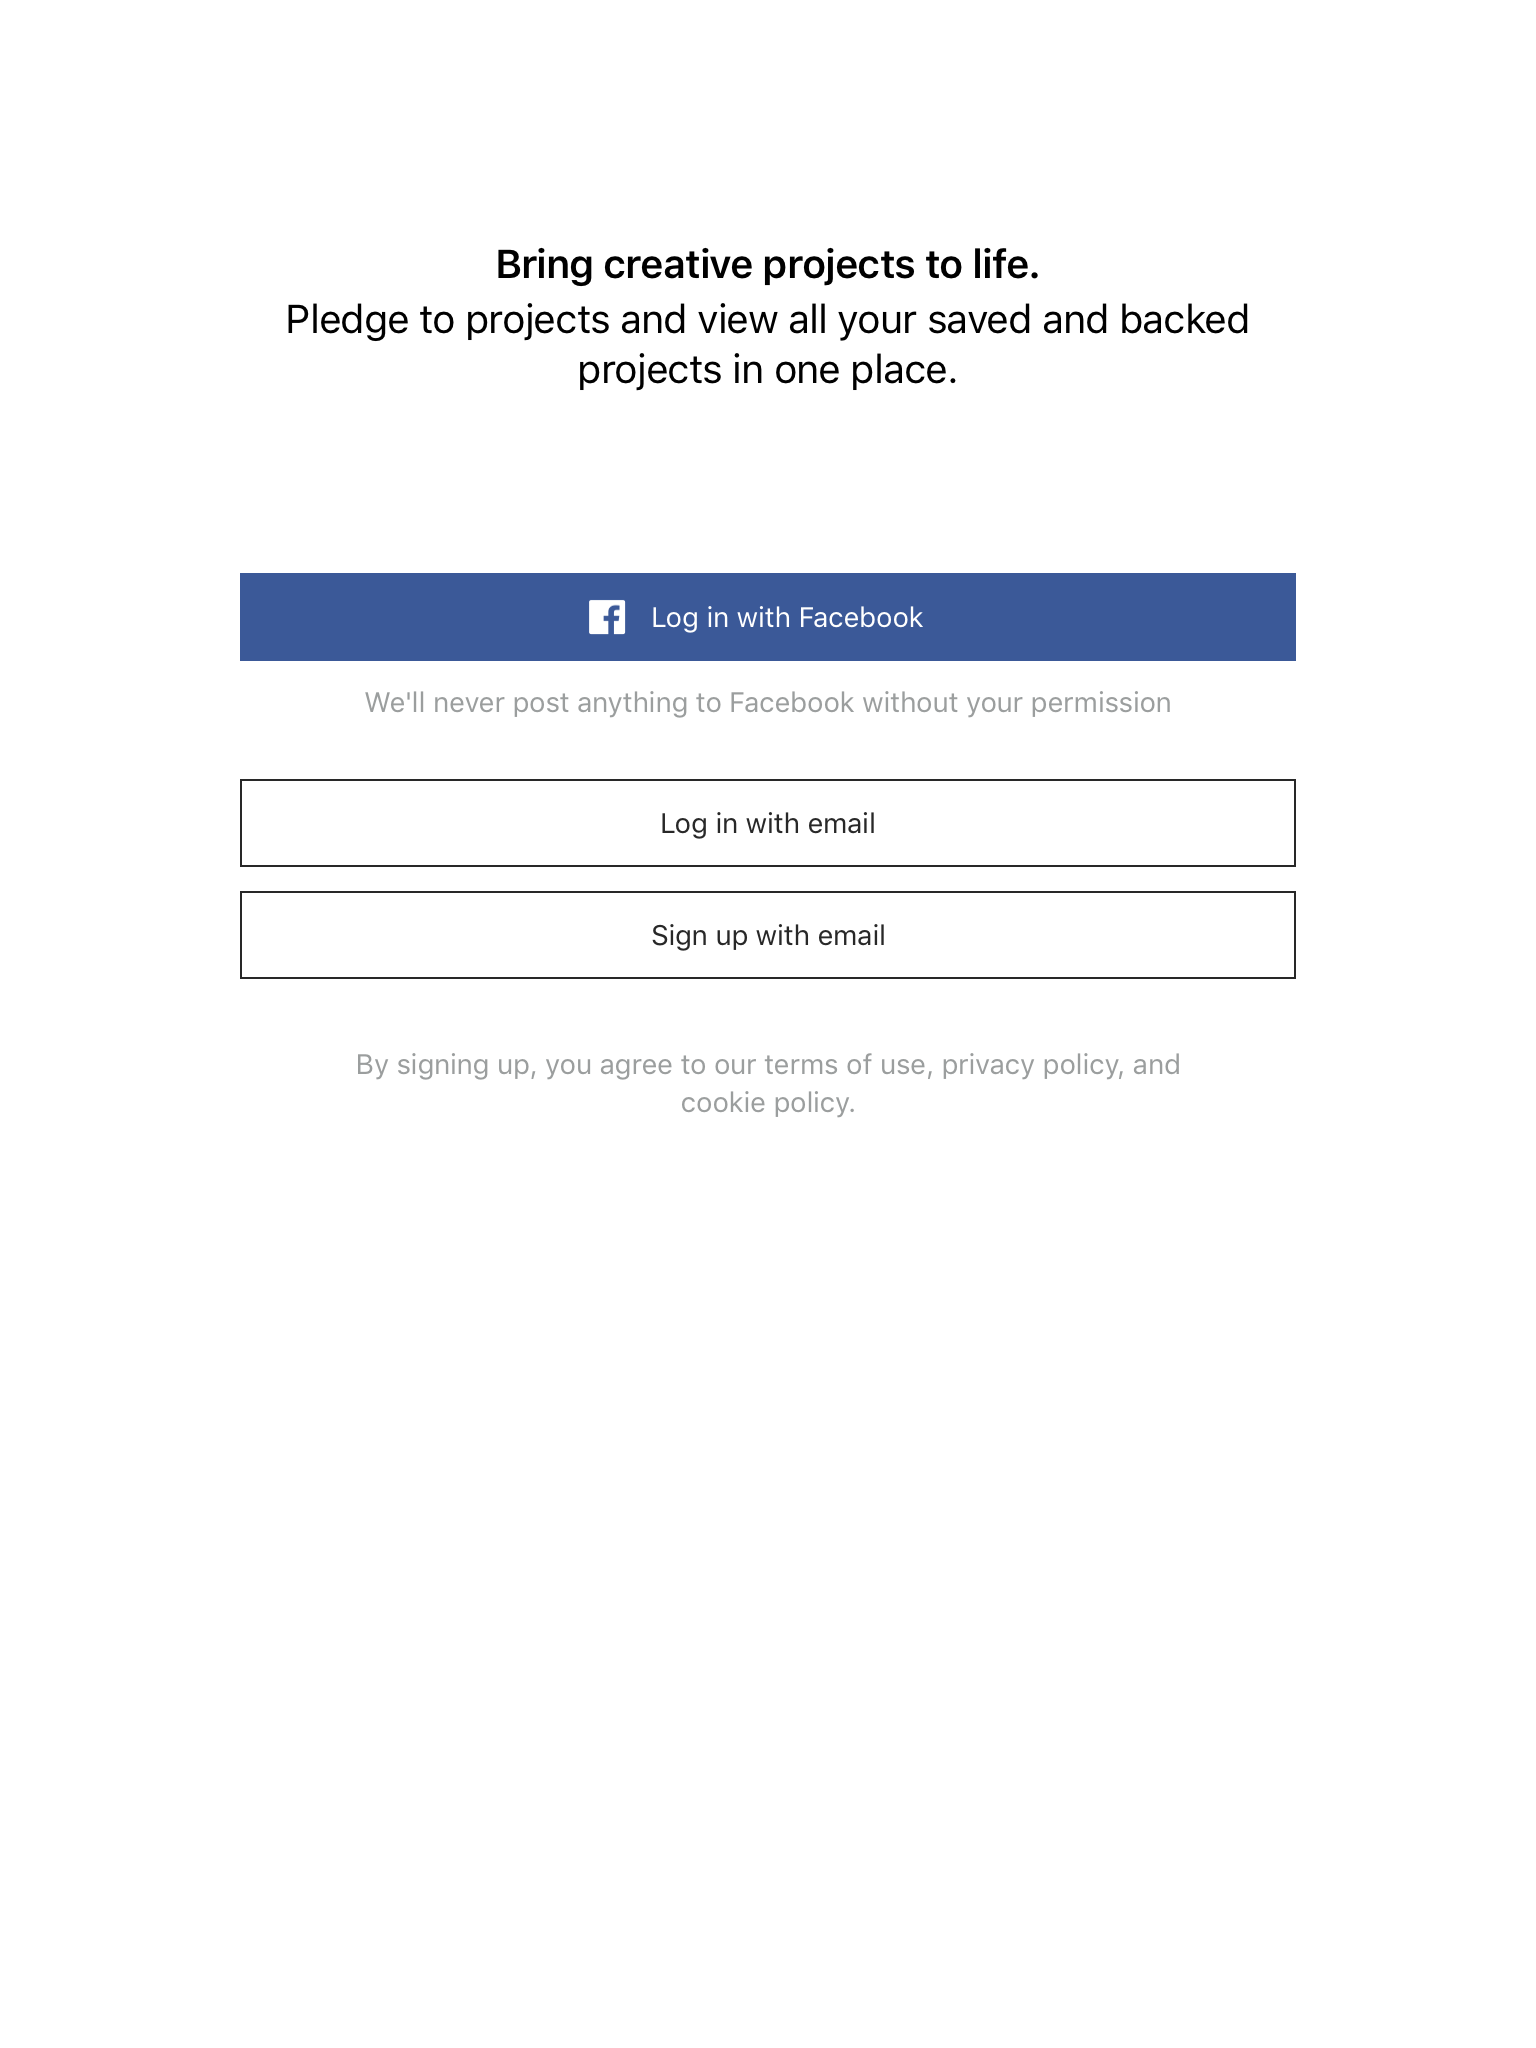 Bring creative projects to life.
Pledge to projects and view all your saved and backed
projects in one place.
Log in with Facebook
We'll never post anything to Facebook without your permission
Log in with email
Sign up with email
By signing up, you agree to our terms of use, privacy policy, and
cookie policy.